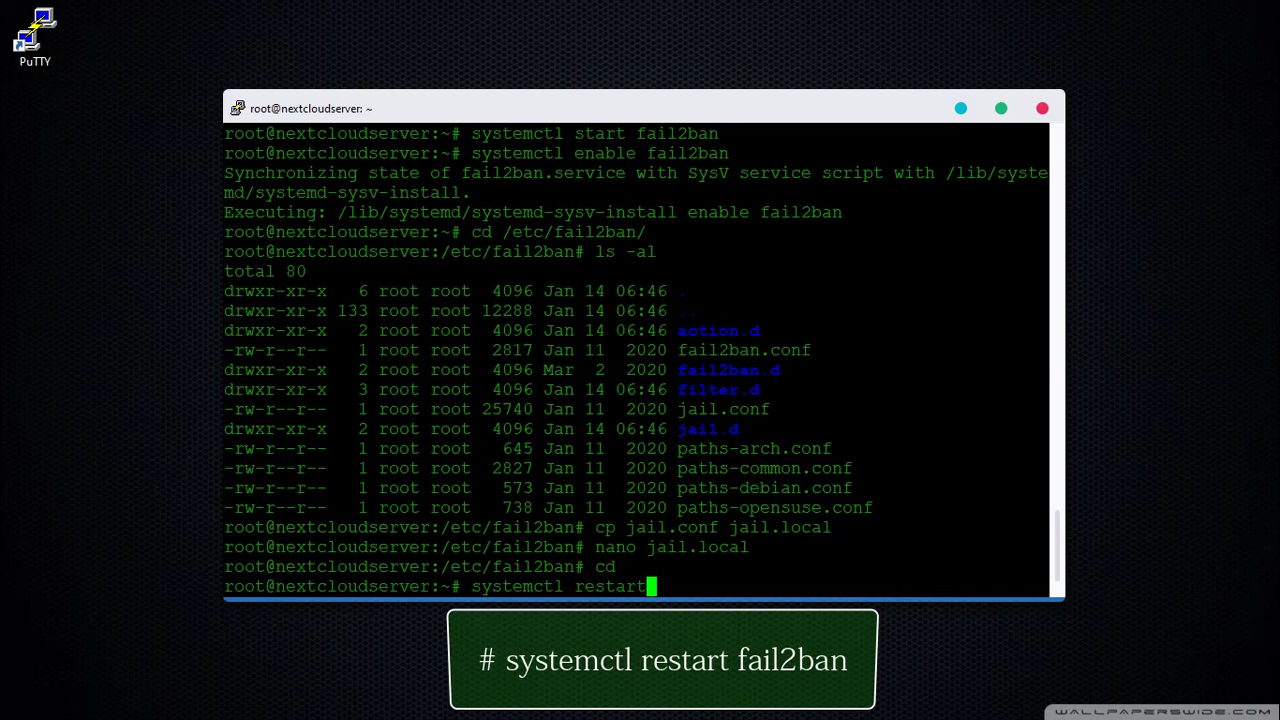 PuTTY
root@nextcloudserver: ~
root@nextcloudserver:~# systemctl start fail2ban
root@nextcloudserver:~# systemctl enable fail2ban
Synchronizing state of fail2ban.service with SysV service script with /lib/syste
md/systemd-sysv-install.
Executing: /lib/systemd/systemd-sysv-install enable fail2ban
root@nextcloudserver:~# cd /etc/fail2ban/
root@nextcloudserver:/etc/fail2ban# ls -al
total 80
drwxr-xr-x   6 root root  4096 Jan 14 06:46 .
drwxr-xr-x 133 root root 12288 Jan 14 06:46 ..
drwxr-xr-x   2 root root  4096 Jan 14 06:46 action.d
-rw-r--r--   1 root root  2817 Jan 11  2020 fail2ban.conf
drwxr-xr-x   2 root root  4096 Mar  2  2020 fail2ban.d
drwxr-xr-x   3 root root  4096 Jan 14 06:46 filter.d
-rw-r--r--   1 root root 25740 Jan 11  2020 jail.conf
drwxr-xr-x   2 root root  4096 Jan 14 06:46 jail.d
-rw-r--r--   1 root root   645 Jan 11  2020 paths-arch.conf
-rw-r--r--   1 root root  2827 Jan 11  2020 paths-common.conf
-rw-r--r--   1 root root   573 Jan 11  2020 paths-debian.conf
-rw-r--r--   1 root root   738 Jan 11  2020 paths-opensuse.conf
root@nextcloudserver:/etc/fail2ban# cp jail.conf jail.local
root@nextcloudserver:/etc/fail2ban# nano jail.local
root@nextcloudserver:/etc/fail2ban# cd
root@nextcloudserver:~# systemctl restart
# systemctl restart fail2ban
WALLPAPERSWIDE.COM